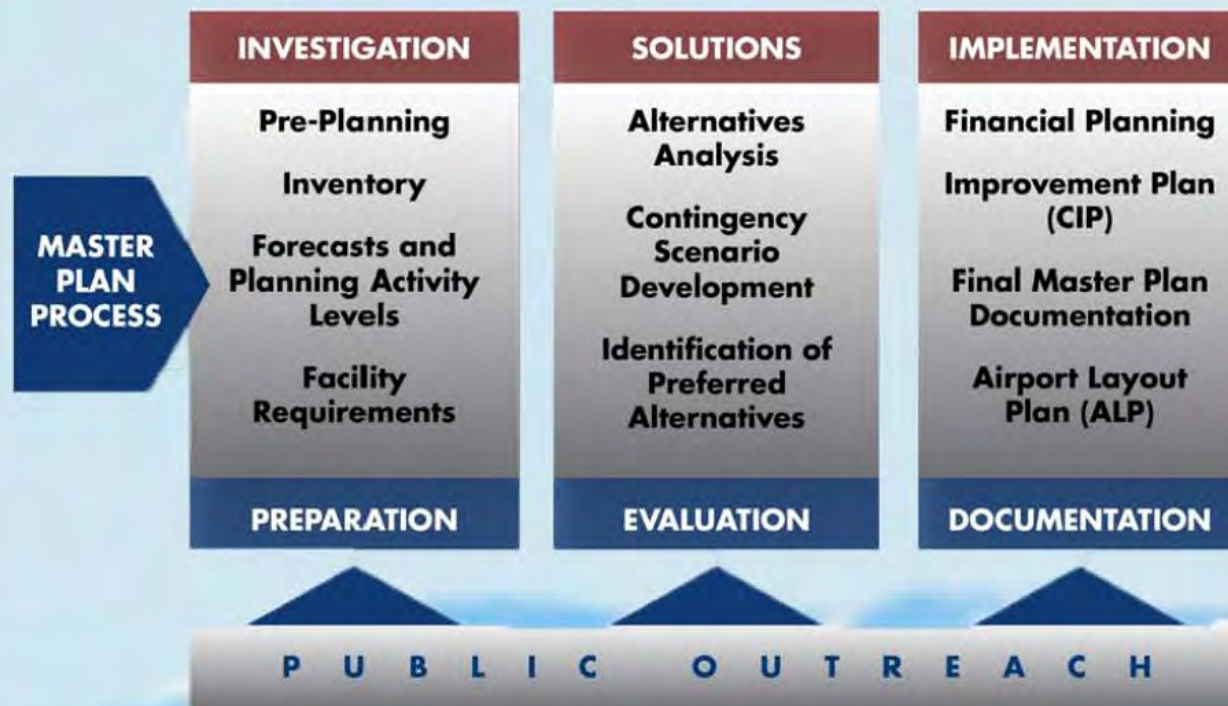 MASTER
PLAN
PROCESS
INVESTIGATION
Pre-Planning
Inventory
Forecasts and
Planning Activity
Levels
Facility
Requirements
PREPARATION
SOLUTIONS
Alternatives
Analysis
Contingency
Scenario
Development
Identification of
Preferred
Alternatives
EVALUATION
IMPLEMENTATION
Financial Planning
Improvement Plan
(CIP)
Final Master Plan
Documentation
Airport Layout
Plan (ALP)
DOCUMENTATION
PUBLIC OUTREACH